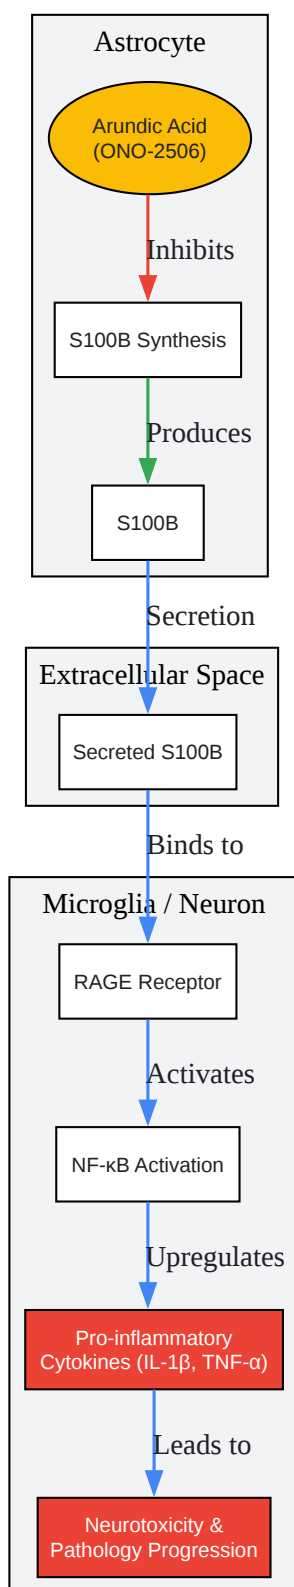 Astrocyte
Arundic Acid
(ONO-2506)
Inhibits
S100B Synthesis
Produces
S100B
Secretion
Extracellular Space
Secreted S100B
Binds to
Microglia / Neuron
RAGE Receptor
Activates
NF-κB Activation
Upregulates
Pro-inflammatory
Cytokines (IL-1β, TNF-α)
Leads to
Neurotoxicity &
Pathology Progression